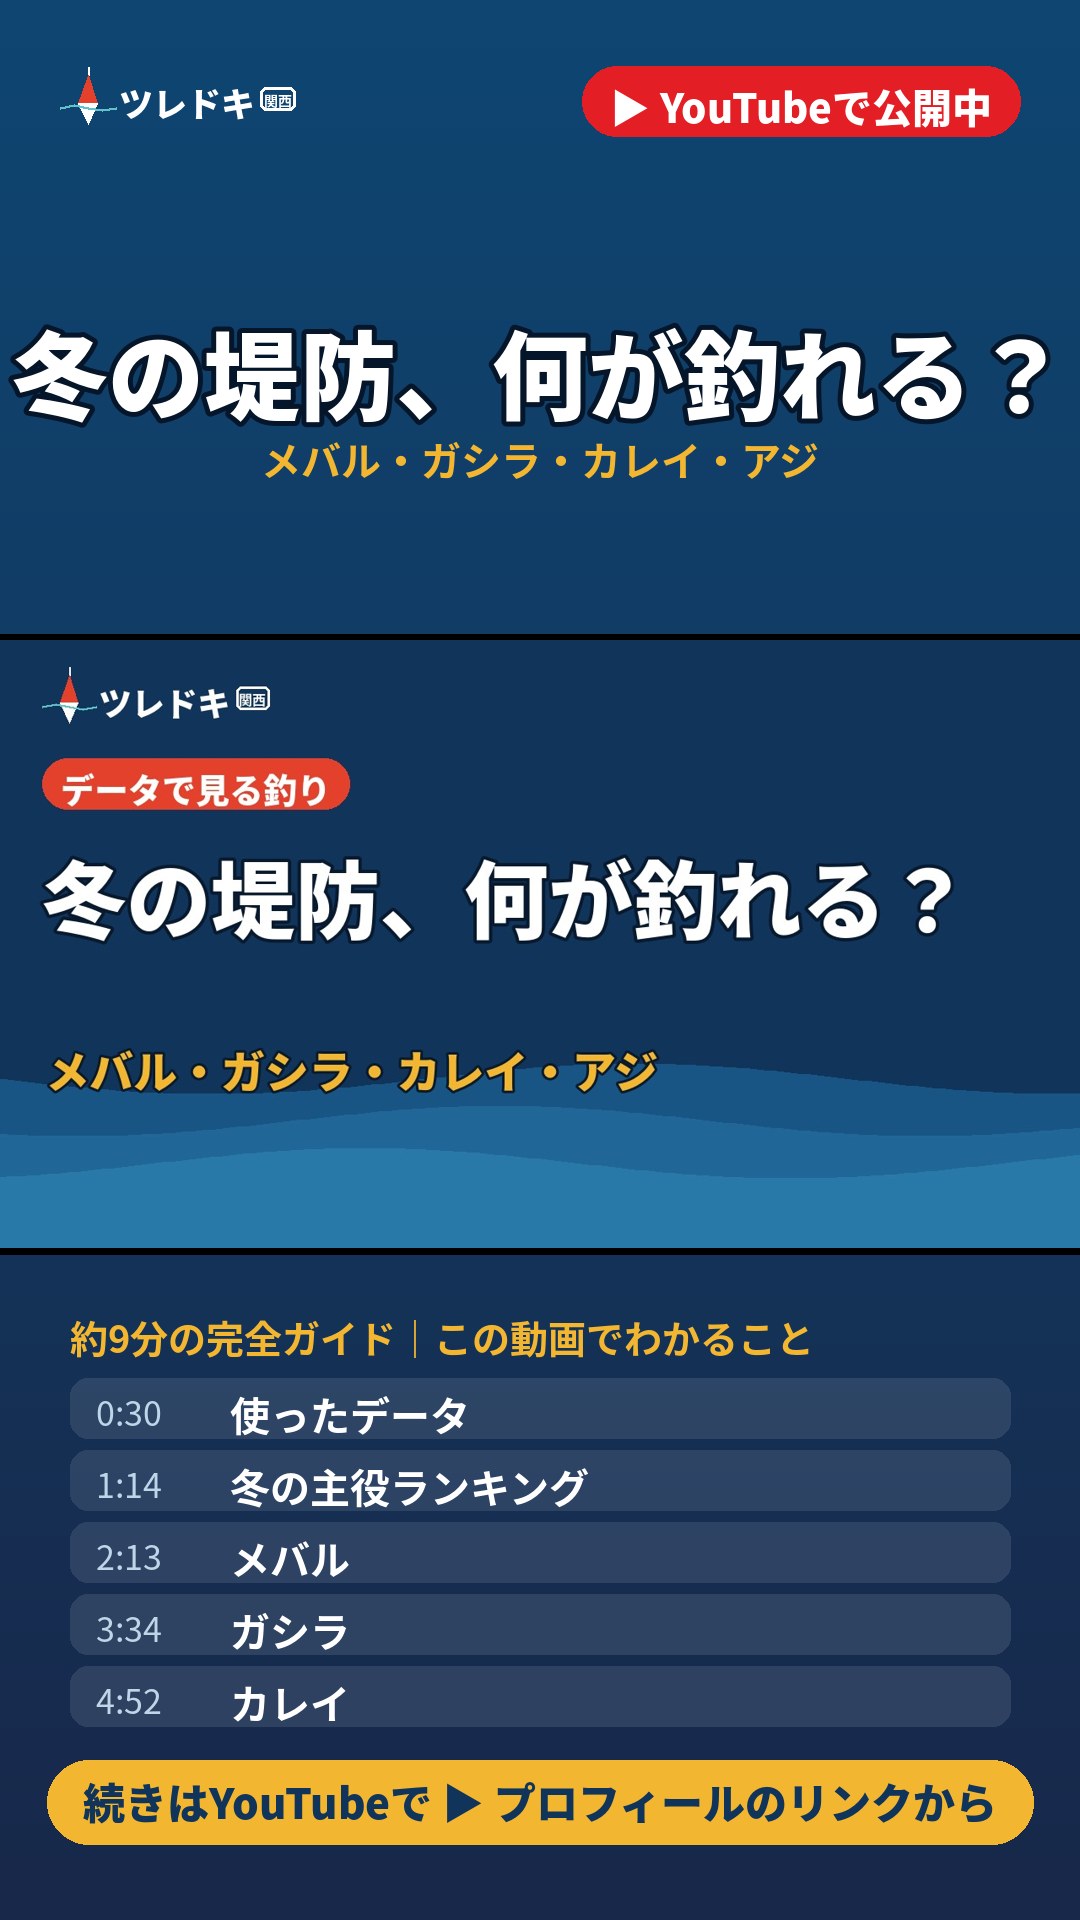 ツレドキ 関西
▶ YouTubeで公開中
冬の堤防、何が釣れる？
メバル・ガシラ・カレイ・アジ
ツレドキ 関西
データで見る釣り
冬の堤防、何が釣れる？
メバル・ガシラ・カレイ・アジ
約9分の完全ガイド｜この動画でわかること
0:30 使ったデータ
1:14 冬の主役ランキング
2:13 メバル
3:34 ガシラ
4:52 カレイ
続きはYouTubeで ▶ プロフィールのリンクから